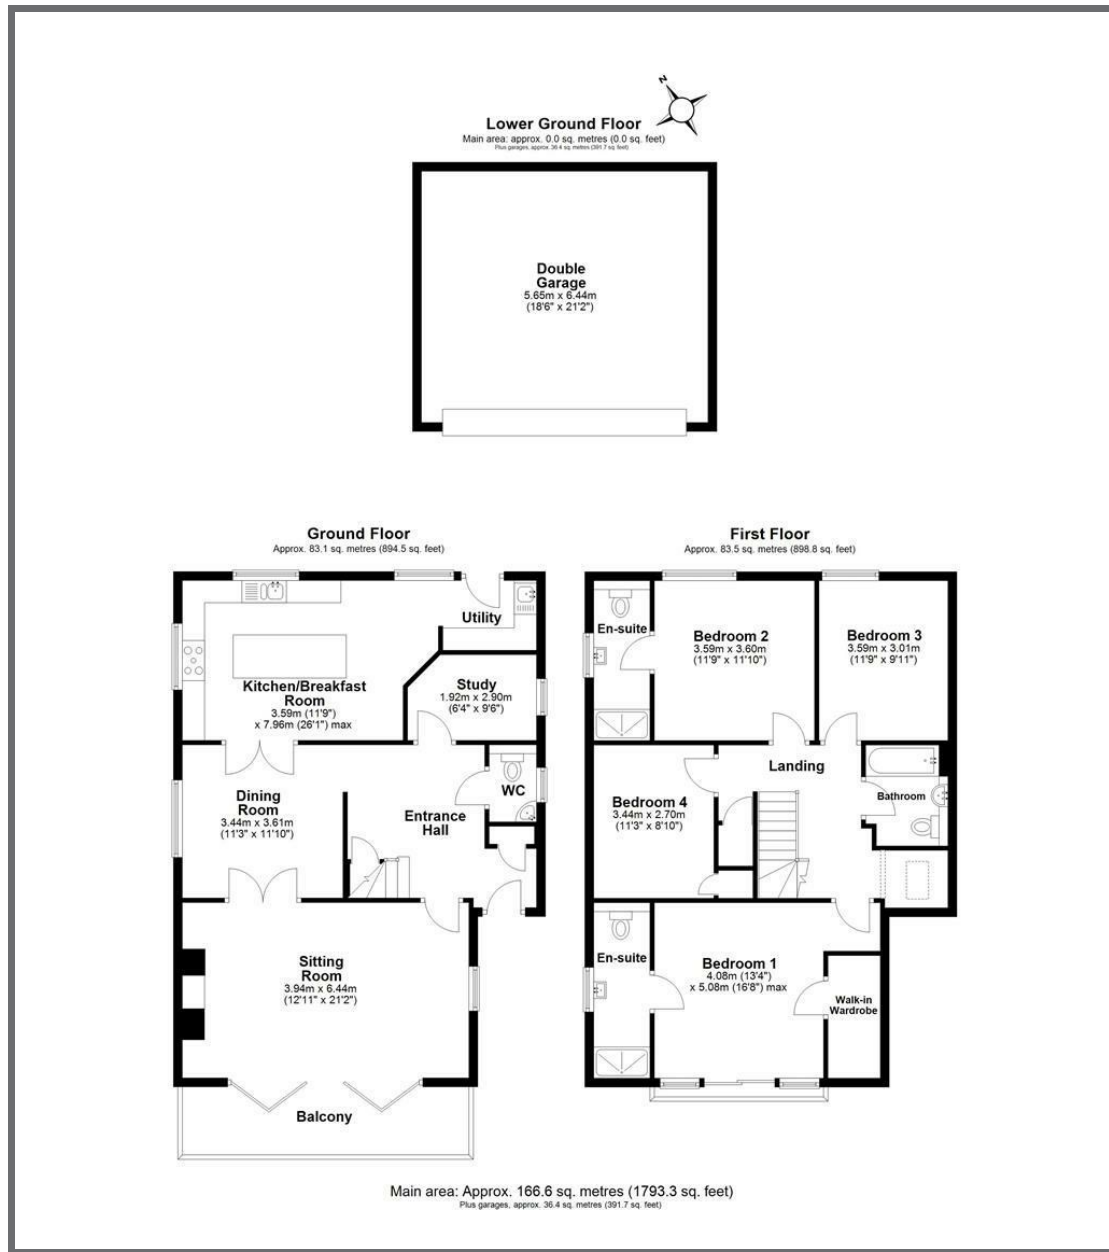 N
Lower Ground Floor
Main area: approx. 0.0 sq. metres (0.0 sq. feet)
Plus garages, approx. 36.4 sq. metres (391.7 sq. feet)
Double
Garage
5.65m x 6.44m
(18'6" x 21'2")
Ground Floor
Approx. 83.1 sq. metres (894.5 sq. feet)
Utility
Kitchen/Breakfast
Room
3.59m (11'9")
x 7.96m (26'1") max
Study
1.92m x 2.90m
(6'4" x 9'6")
Dining
Room
3.44m x 3.61m
(11'3" x 11'10")
WC
Entrance
Hall
Sitting
Room
3.94m x 6.44m
(12'11" x 21'2")
Balcony
First Floor
Approx. 83.5 sq. metres (898.8 sq. feet)
En-suite
Bedroom 2
3.59m x 3.60m
(11'9" x 11'10")
Bedroom 3
3.59m x 3.01m
(11'9" x 9'11")
Landing
Bedroom 4
3.44m x 2.70m
(11'3" x 8'10")
Bathroom
En-suite
Bedroom 1
4.08m (13'4")
x 5.08m (16'8") max
Walk-in
Wardrobe
Main area: Approx. 166.6 sq. metres (1793.3 sq. feet)
Plus garages, approx. 36.4 sq. metres (391.7 sq. feet)